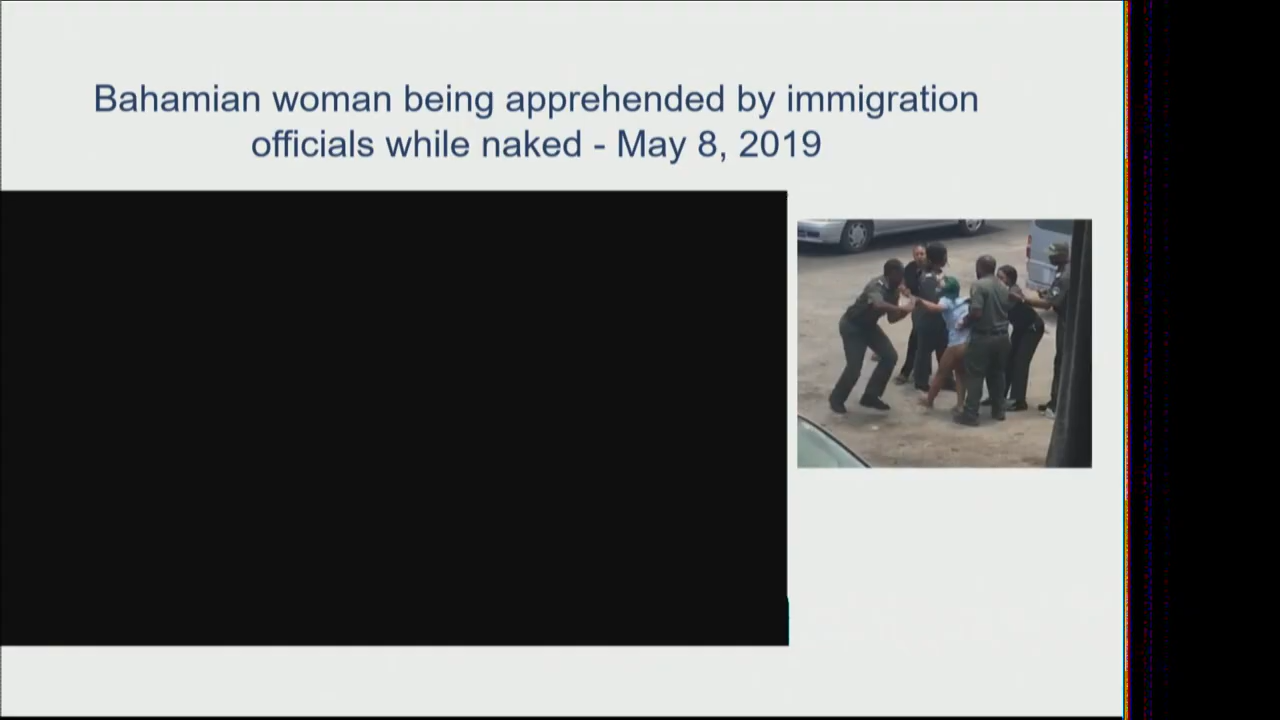 Bahamian woman being apprehended by immigration
officials while naked - May 8, 2019